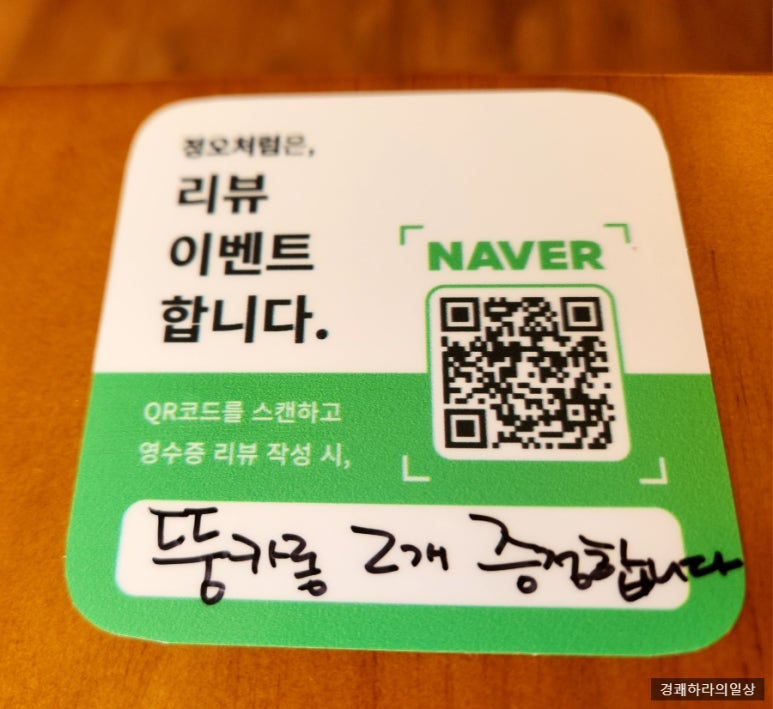 정오처럼은,
리뷰
이벤트
합니다.
NAVER
QR코드를 스캔하고
영수증 리뷰 작성 시,
뚱카롱 2개 증정합니다
경쾌하라의일상